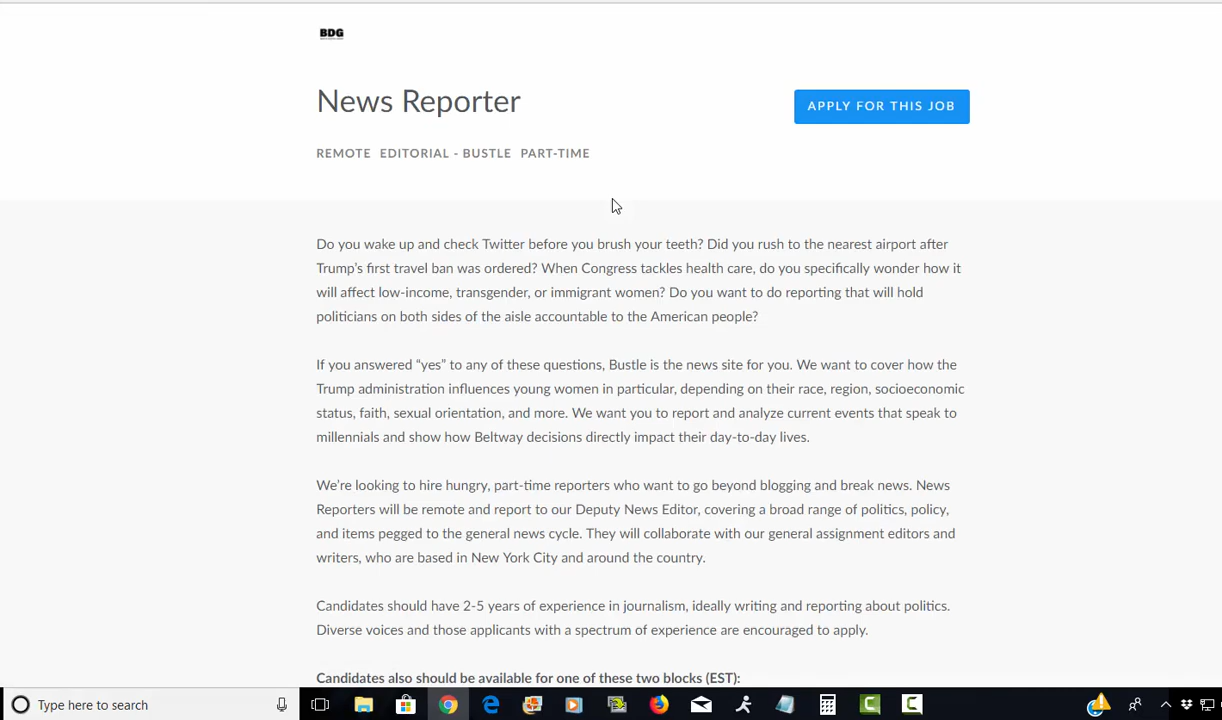 BDG
News Reporter
APPLY FOR THIS JOB
REMOTE EDITORIAL - BUSTLE PART-TIME
Do you wake up and check Twitter before you brush your teeth? Did you rush to the nearest airport after
Trump’s first travel ban was ordered? When Congress tackles health care, do you specifically wonder how it
will affect low-income, transgender, or immigrant women? Do you want to do reporting that will hold
politicians on both sides of the aisle accountable to the American people?
If you answered “yes” to any of these questions, Bustle is the news site for you. We want to cover how the
Trump administration influences young women in particular, depending on their race, region, socioeconomic
status, faith, sexual orientation, and more. We want you to report and analyze current events that speak to
millennials and show how Beltway decisions directly impact their day-to-day lives.
We’re looking to hire hungry, part-time reporters who want to go beyond blogging and break news. News
Reporters will be remote and report to our Deputy News Editor, covering a broad range of politics, policy,
and items pegged to the general news cycle. They will collaborate with our general assignment editors and
writers, who are based in New York City and around the country.
Candidates should have 2-5 years of experience in journalism, ideally writing and reporting about politics.
Diverse voices and those applicants with a spectrum of experience are encouraged to apply.
Candidates also should be available for one of these two blocks (EST):
Type here to search